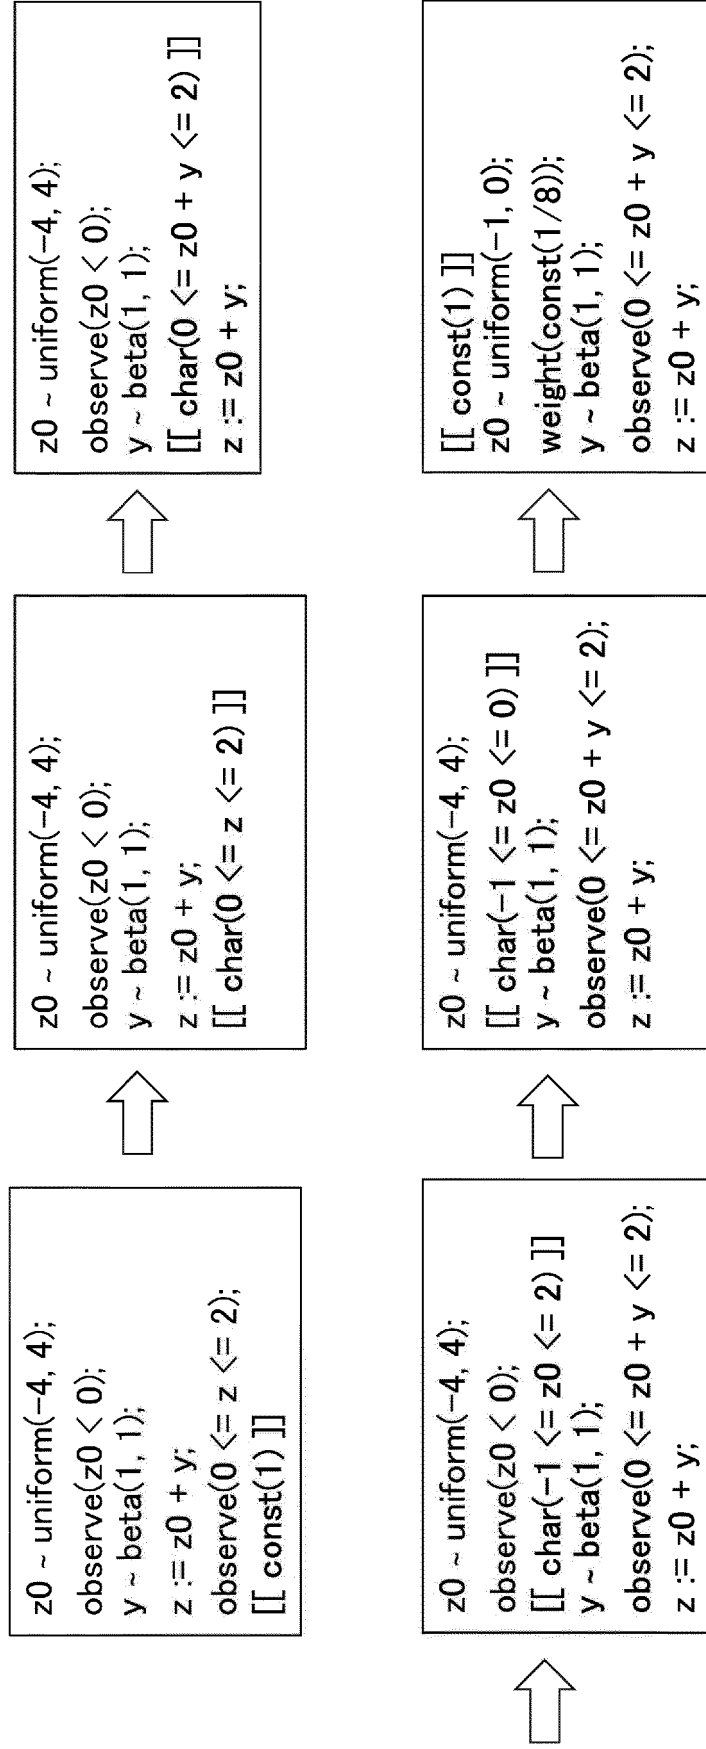 z0 ~ uniform(−4, 4);
observe(z0 < 0);
y ~ beta(1, 1);
z := z0 + y;
observe(0 <= z <= 2);
[[ const(1) ]]
z0 ~ uniform(−4, 4);
observe(z0 < 0);
y ~ beta(1, 1);
z := z0 + y;
[[ char(0 <= z <= 2) ]]
z0 ~ uniform(−4, 4);
observe(z0 < 0);
y ~ beta(1, 1);
[[ char(0 <= z0 + y <= 2) ]]
z := z0 + y;
z0 ~ uniform(−4, 4);
observe(z0 < 0);
[[ char(−1 <= z0 <= 2) ]]
y ~ beta(1, 1);
observe(0 <= z0 + y <= 2);
z := z0 + y;
z0 ~ uniform(−4, 4);
[[ char(−1 <= z0 <= 0) ]]
y ~ beta(1, 1);
observe(0 <= z0 + y <= 2);
z := z0 + y;
[[ const(1) ]]
z0 ~ uniform(−1, 0);
weight(const(1/8));
y ~ beta(1, 1);
observe(0 <= z0 + y <= 2);
z := z0 + y;